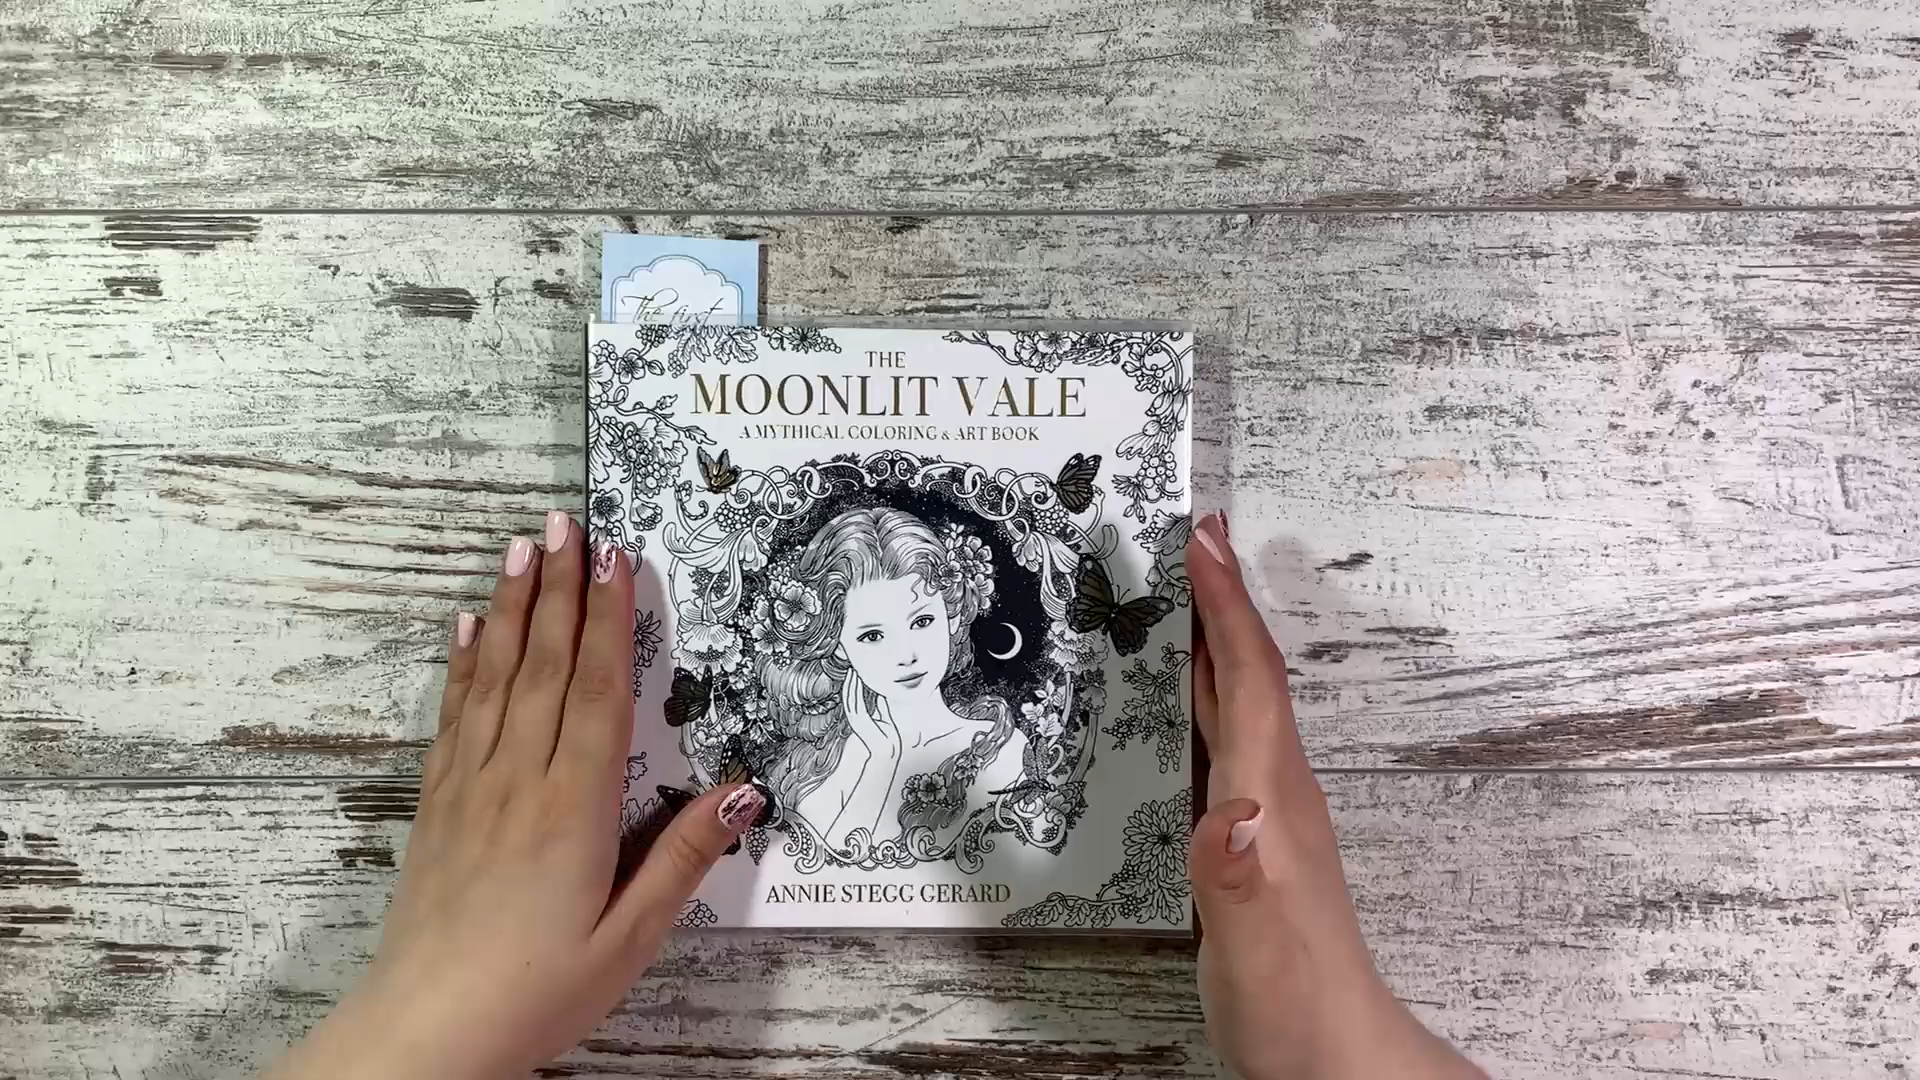 The first
THE
MOONLIT VALE
A MYTHICAL COLORING & ART BOOK
ANNIE STEGG GERARD